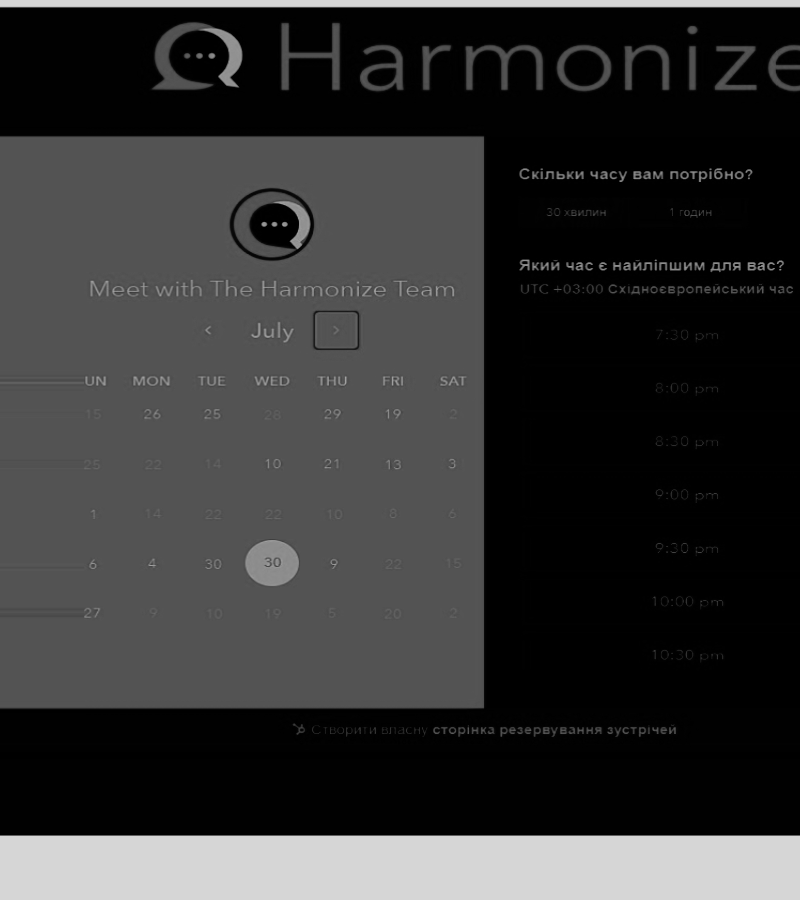 Harmonize
Meet with The Harmonize Team
July
UN MON TUE WED THU FRI SAT
15 26 25 28 29 19 2
25 22 14 10 21 13 3
1 14 22 22 10 8 6
6 4 30 30 9 22 15
27 9 10 19 5 20 2
Скільки часу вам потрібно?
30 хвилин 1 годин
Який час є найліпшим для вас?
UTC +03:00 Східноєвропейський час
7:30 pm
8:00 pm
8:30 pm
9:00 pm
9:30 pm
10:00 pm
10:30 pm
Створити власну сторінка резервування зустрічей